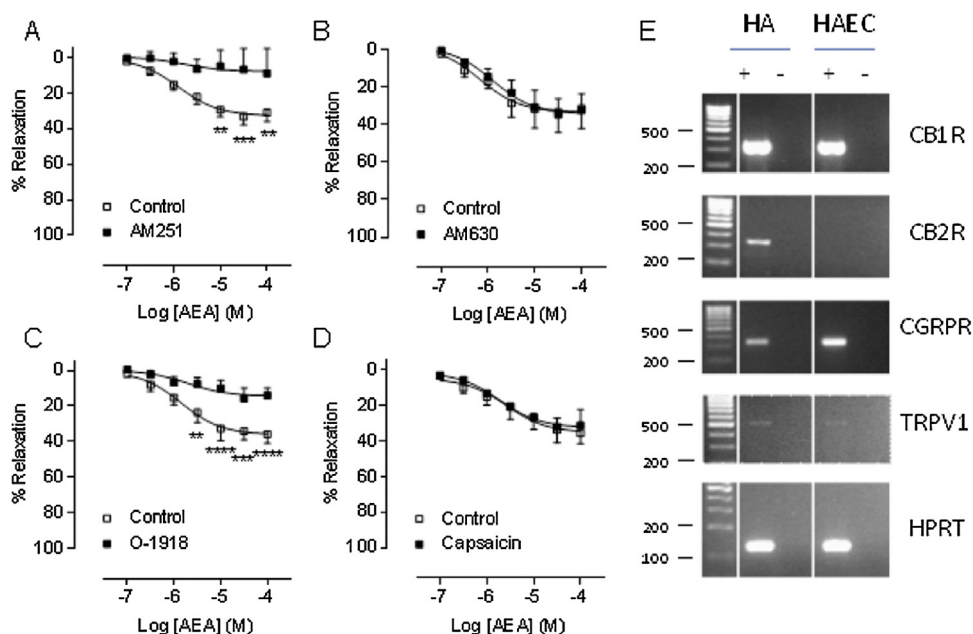 A
0
20
40
60
80
100
% Relaxation
** *** **
Control
AM251
-7 -6 -5 -4
Log [AEA] (M)
B
0
20
40
60
80
100
% Relaxation
Control
AM630
-7 -6 -5 -4
Log [AEA] (M)
C
0
20
40
60
80
100
% Relaxation
** **** *** ****
Control
O-1918
-7 -6 -5 -4
Log [AEA] (M)
D
0
20
40
60
80
100
% Relaxation
Control
Capsaicin
-7 -6 -5 -4
Log [AEA] (M)
E
HA HAEC
+ - + -
500
200
CB1R
500
200
CB2R
500
200
CGRPR
500
200
TRPV1
200
100
HPRT